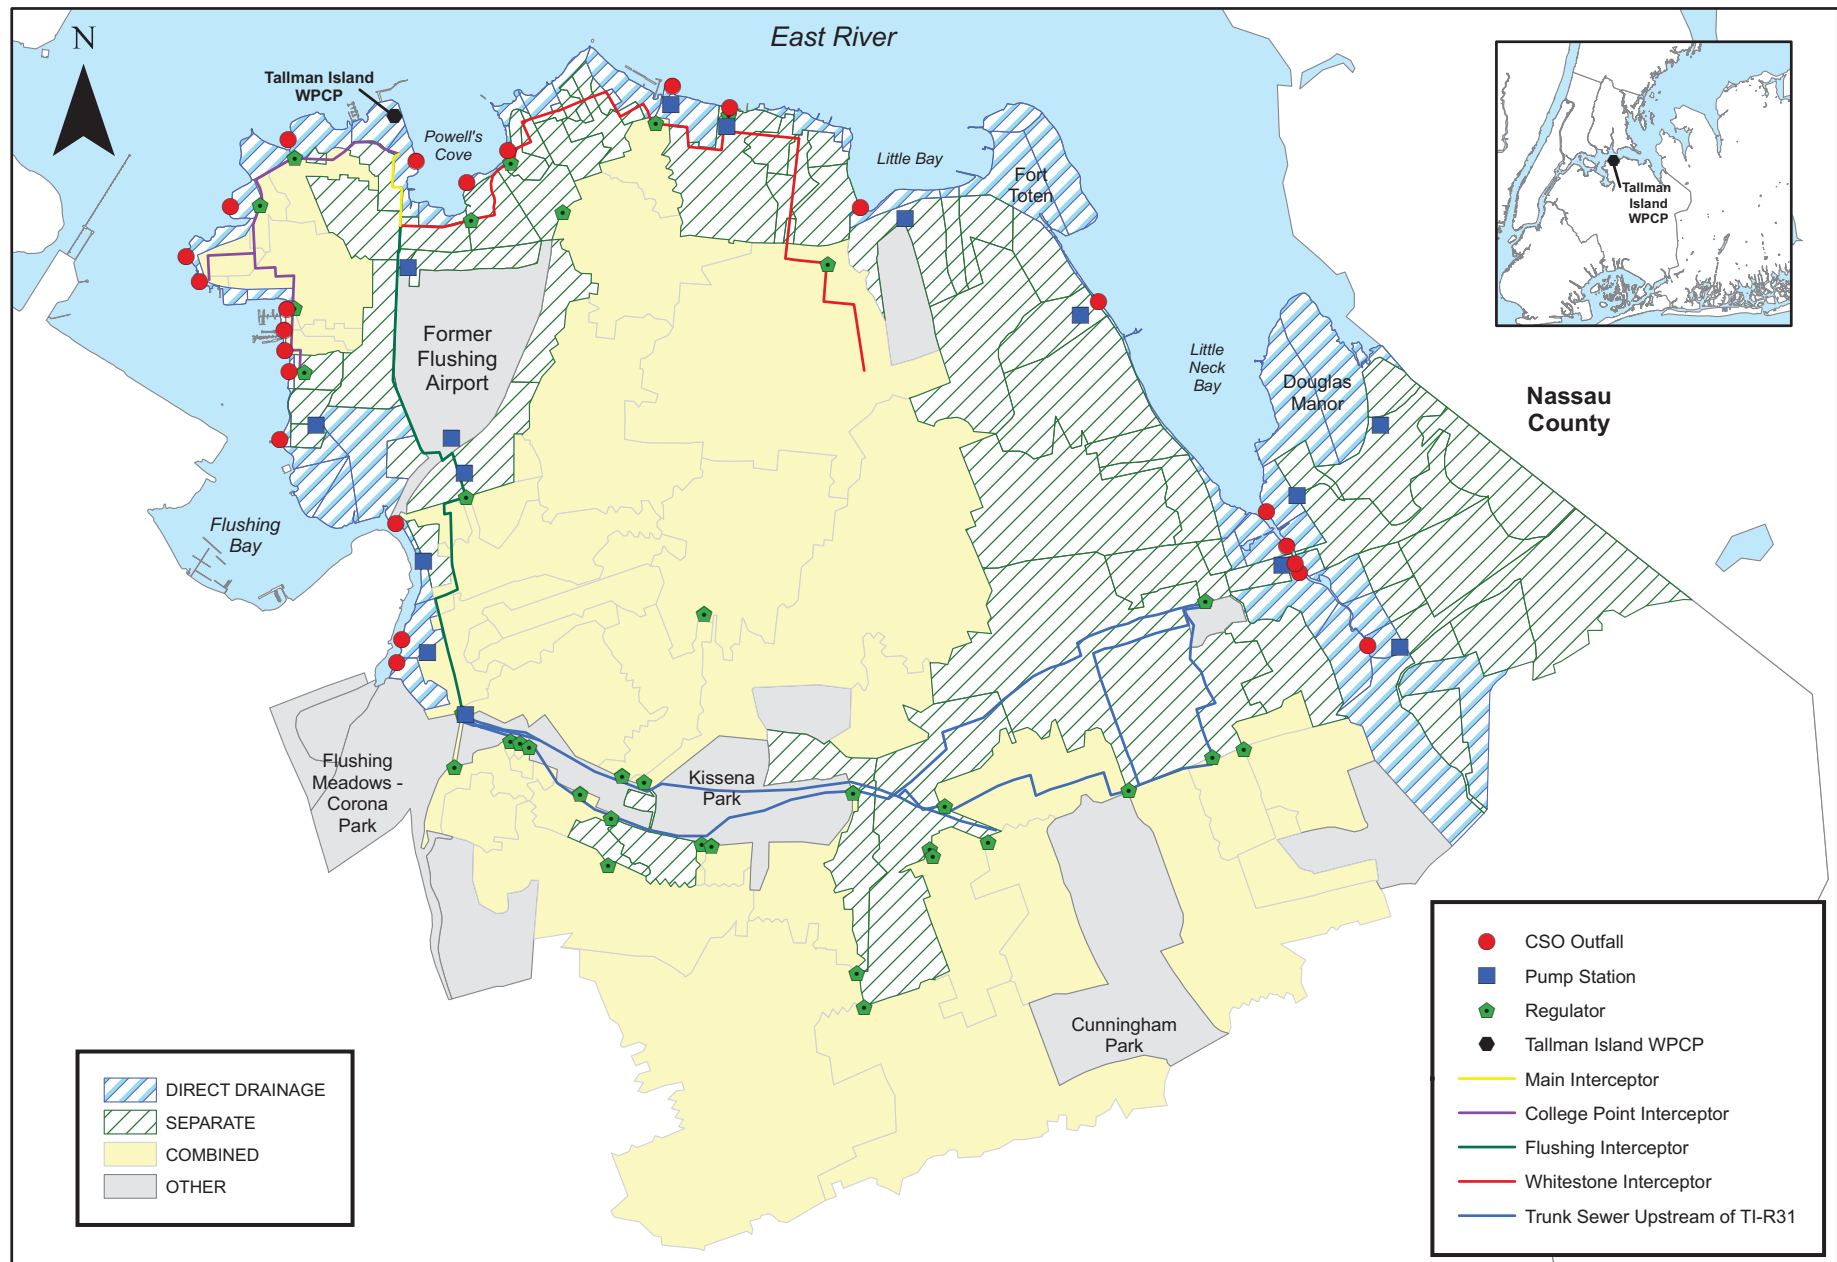 East River
N
Tallman Island
WPCP
Powell's
Cove
Little Bay
Fort
Toten
Tallman
Island
WPCP
Former
Flushing
Airport
Little
Neck
Bay
Douglas
Manor
Nassau
County
Flushing
Bay
Flushing
Meadows -
Corona
Park
Kissena
Park
Cunningham
Park
DIRECT DRAINAGE
SEPARATE
COMBINED
OTHER
CSO Outfall
Pump Station
Regulator
Tallman Island WPCP
Main Interceptor
College Point Interceptor
Flushing Interceptor
Whitestone Interceptor
Trunk Sewer Upstream of TI-R31